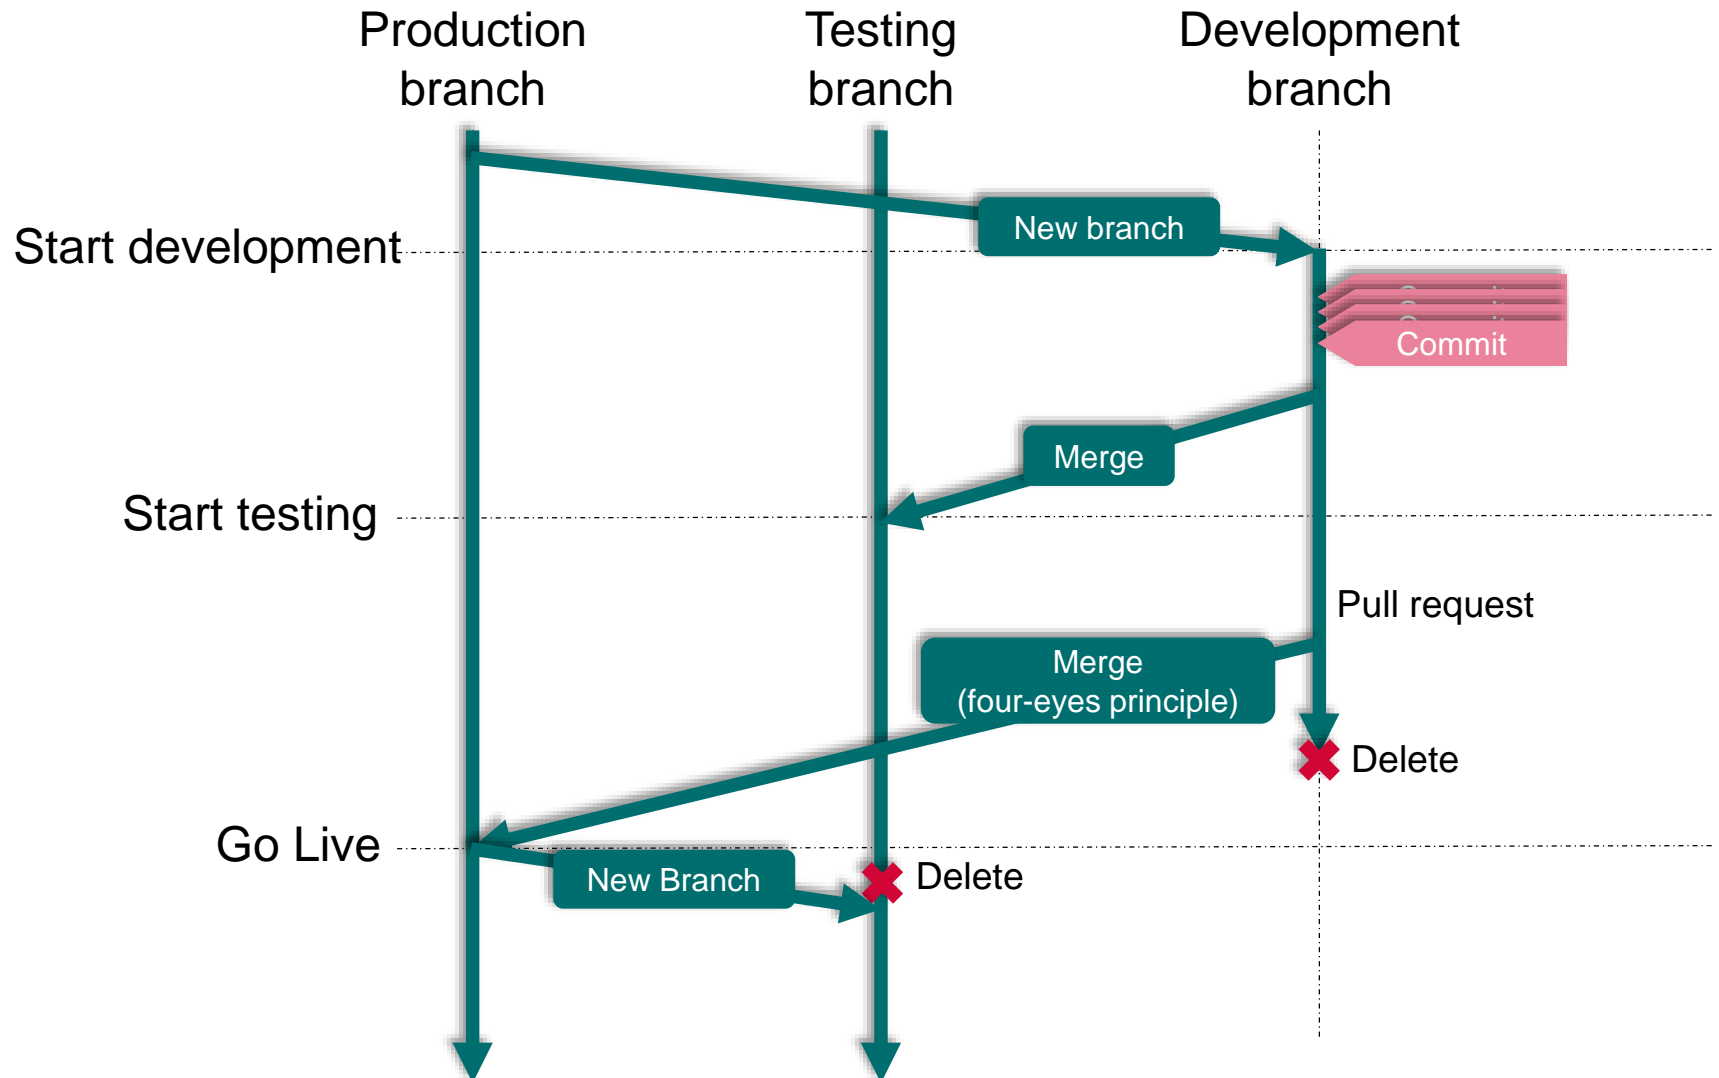 Production
branch
Testing
branch
Development
branch
New branch
Start development
Commit
Merge
Start testing
Pull request
Merge
(four-eyes principle)
Delete
Go Live
New Branch
Delete